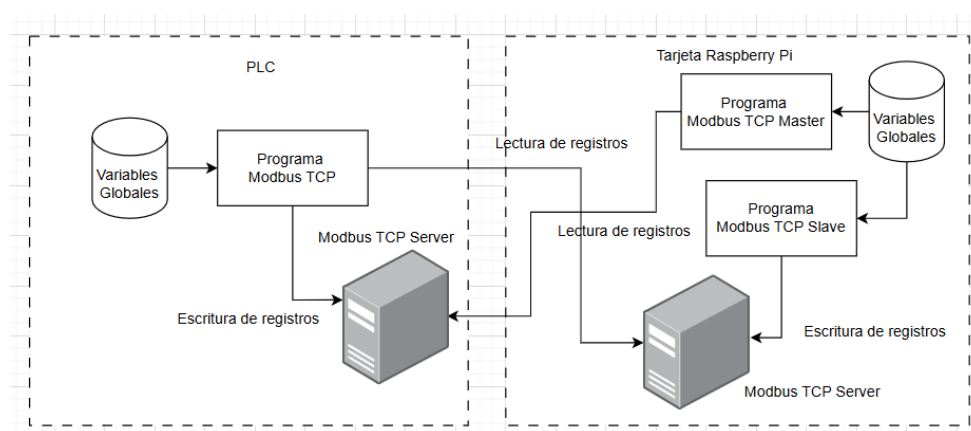 PLC
Variables
Globales
Programa
Modbus TCP
Modbus TCP Server
Escritura de registros
Lectura de registros
Lectura de registros
Tarjeta Raspberry Pi
Programa
Modbus TCP Master
Variables
Globales
Programa
Modbus TCP Slave
Escritura de registros
Modbus TCP Server